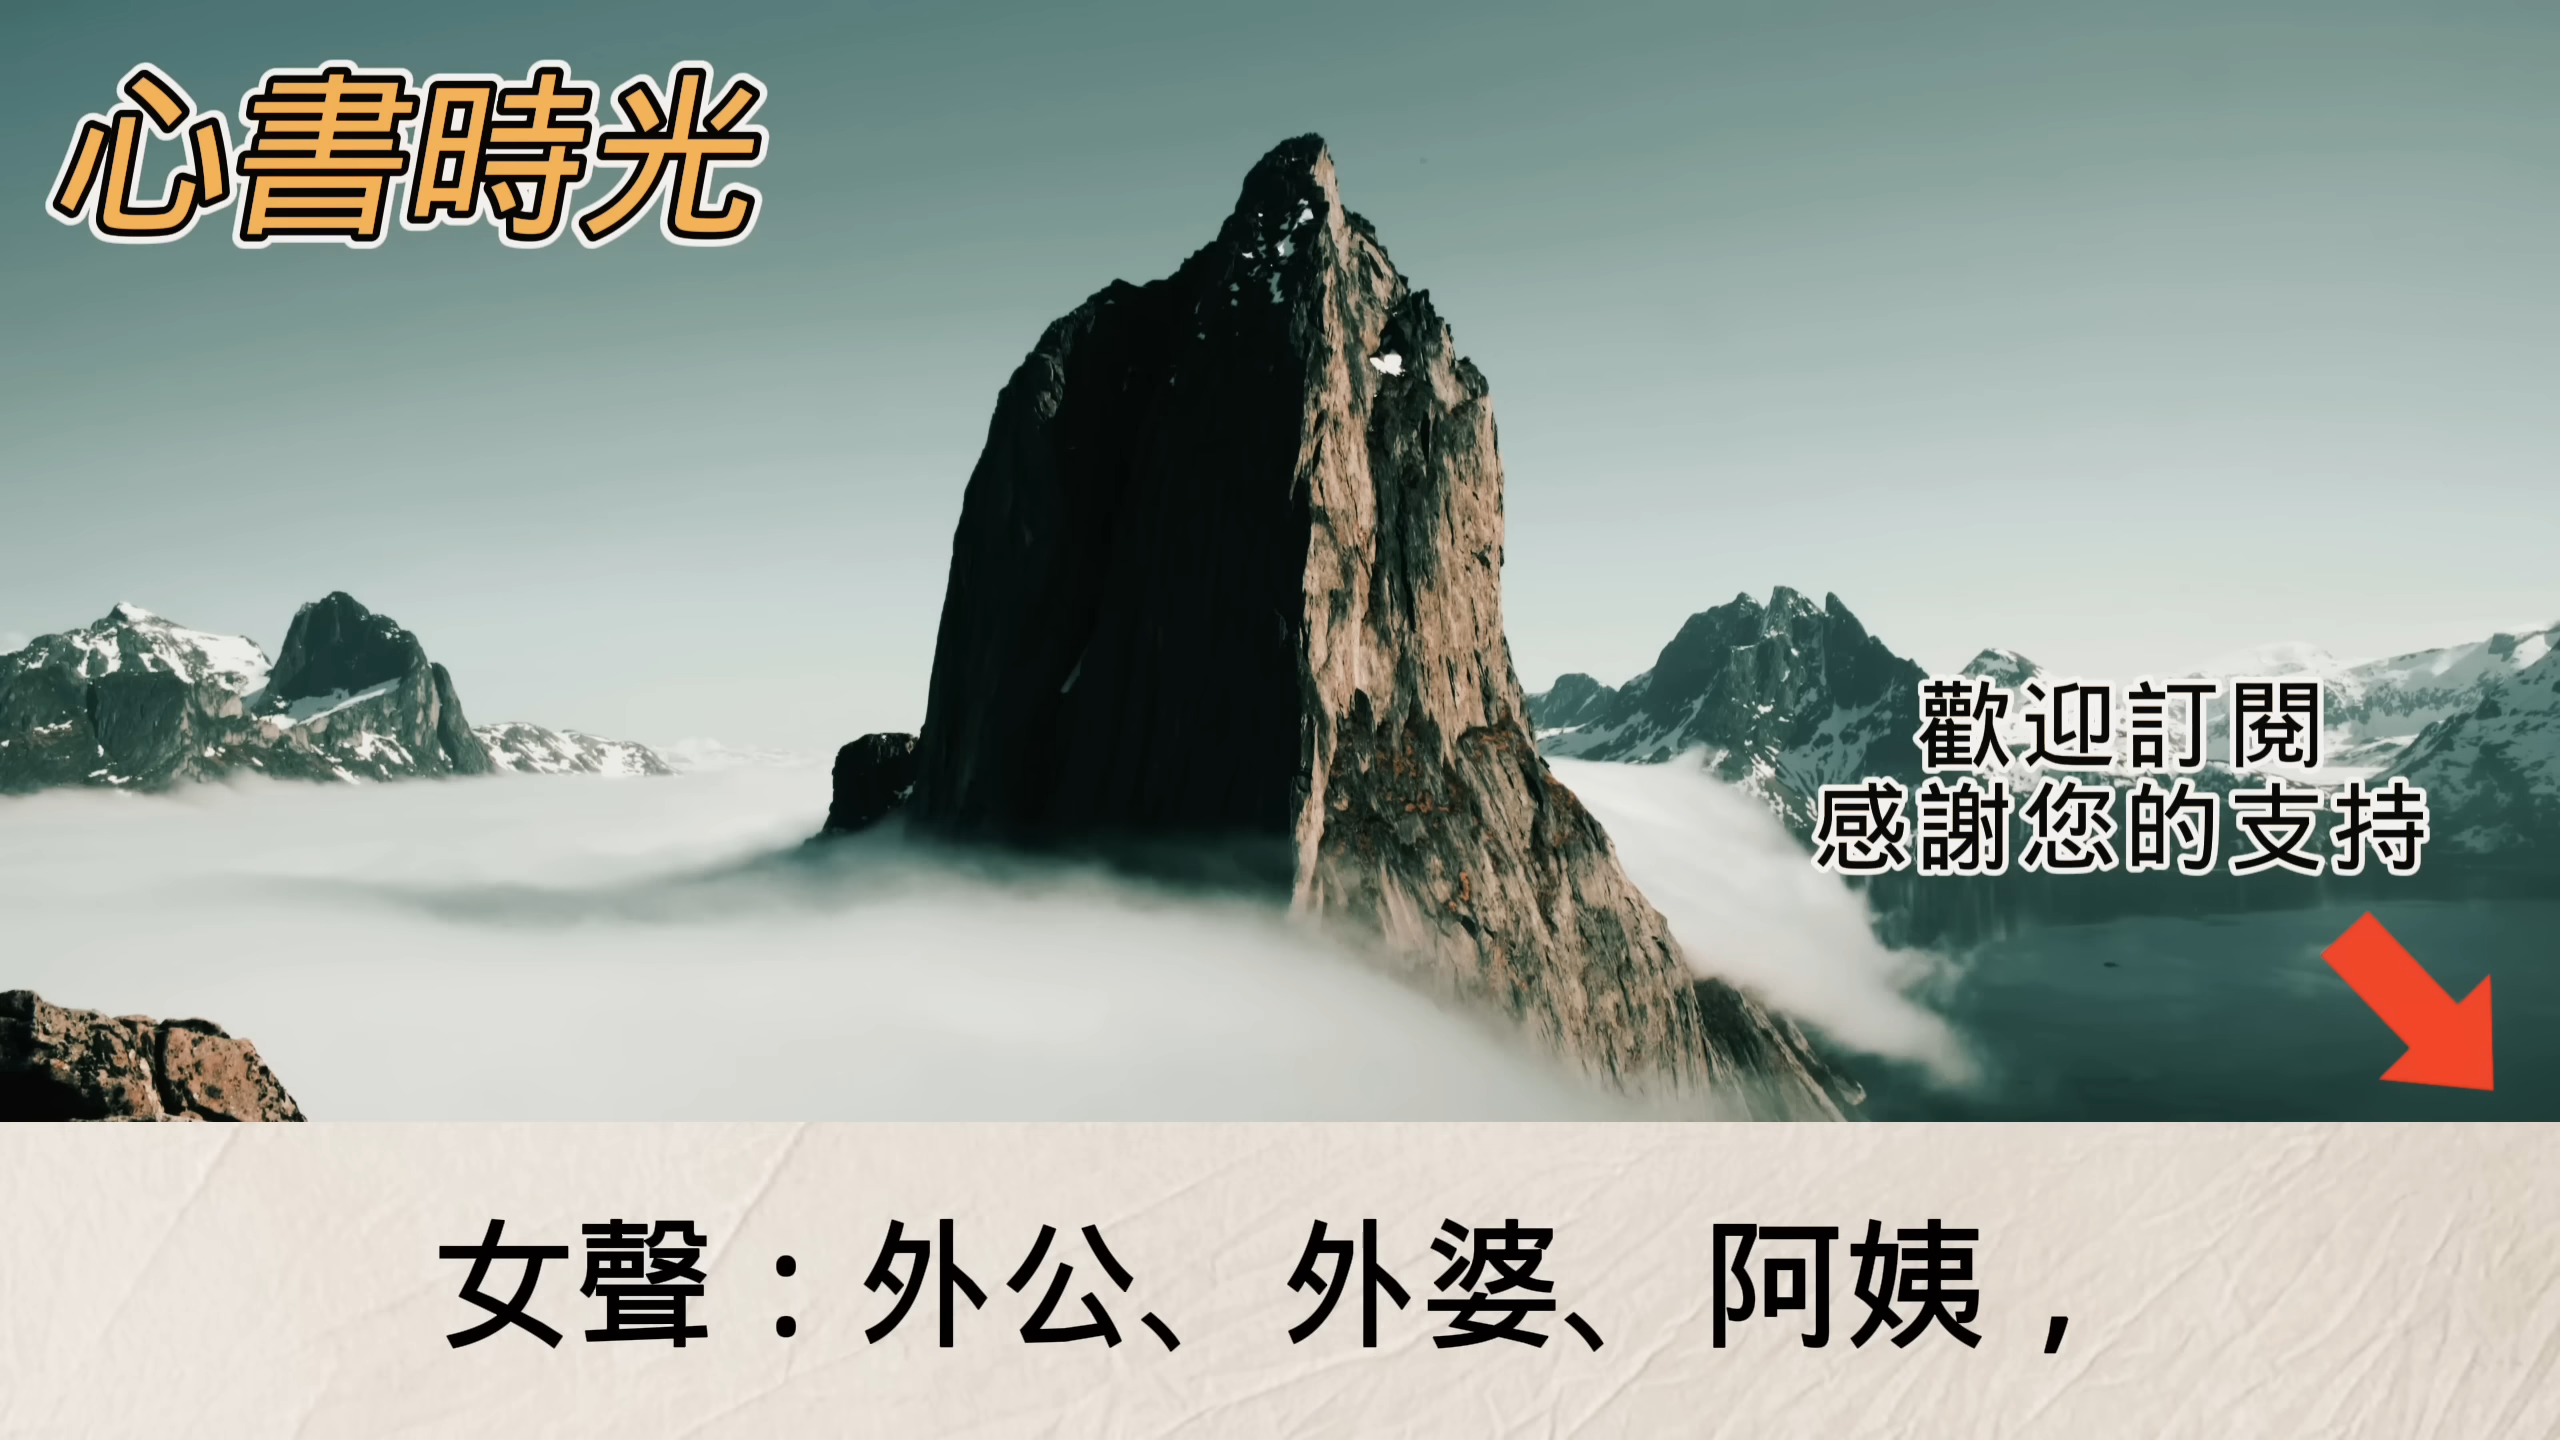 心書時光
歡迎訂閱
感謝您的支持
女聲：外公、外婆、阿姨，